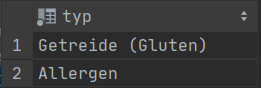 typ
1 Getreide (Gluten)
2 Allergen